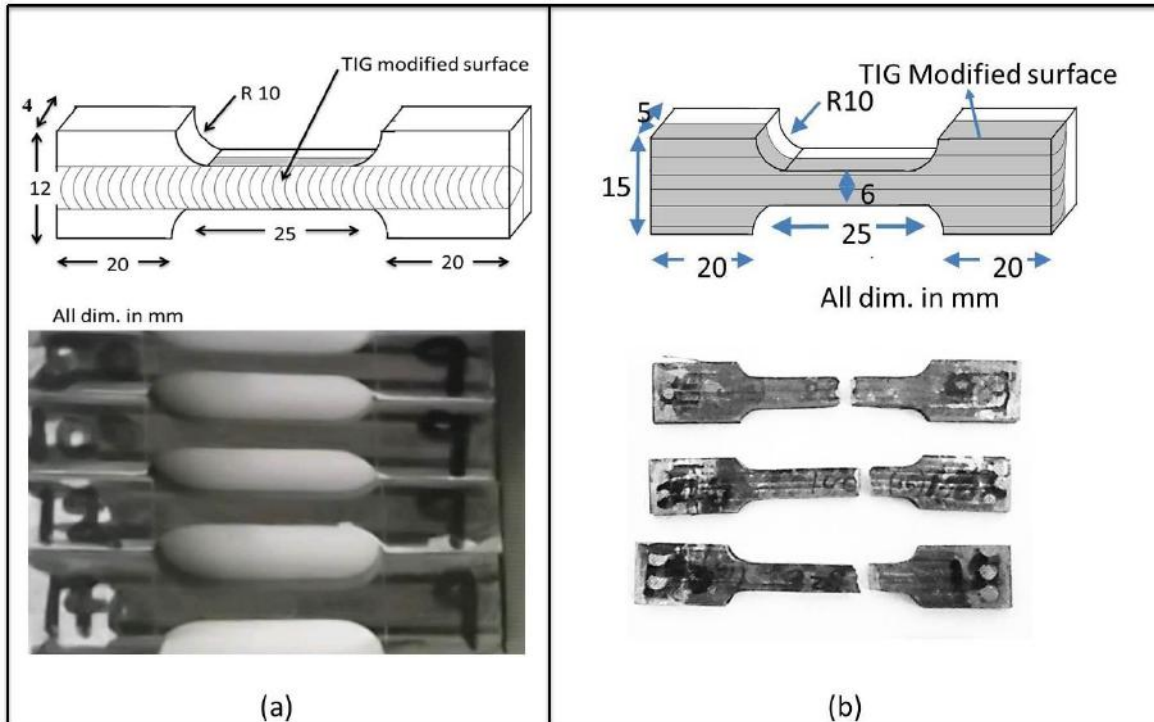 TIG modified surface
R 10
4
12
25
20
20
All dim. in mm
(a)
TIG Modified surface
R10
5
15
6
25
20
20
All dim. in mm
(b)